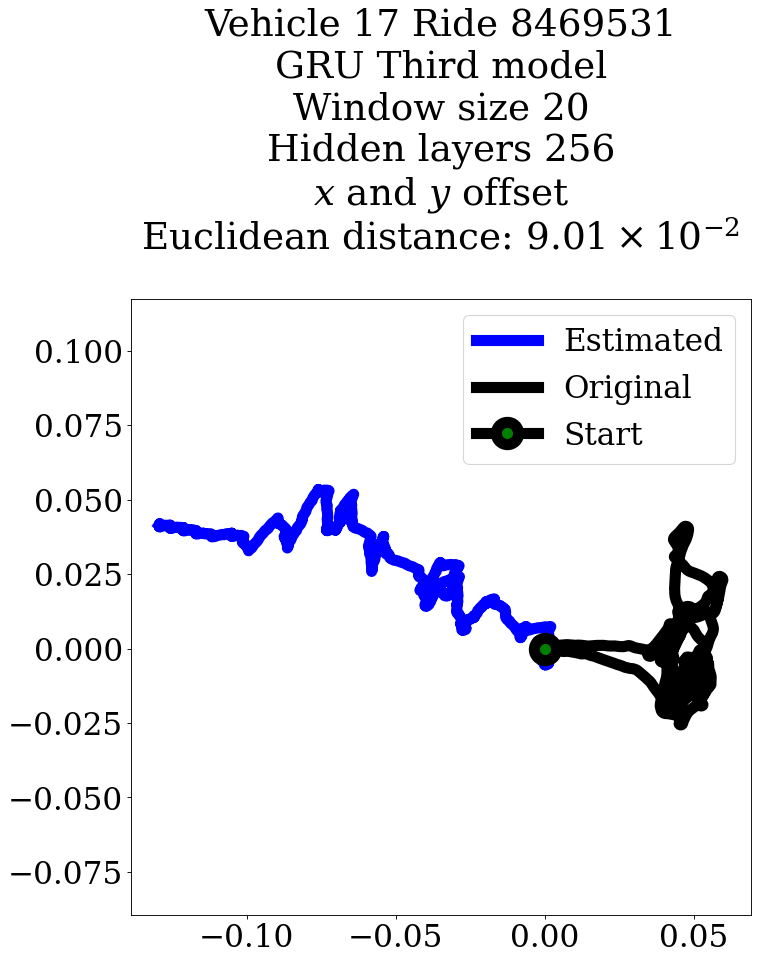 Vehicle 17 Ride 8469531
GRU Third model
Window size 20
Hidden layers 256
x and y offset
Euclidean distance: 9.01 × 10⁻²
Estimated
Original
Start
0.100
0.075
0.050
0.025
0.000
−0.025
−0.050
−0.075
−0.10 −0.05 0.00 0.05